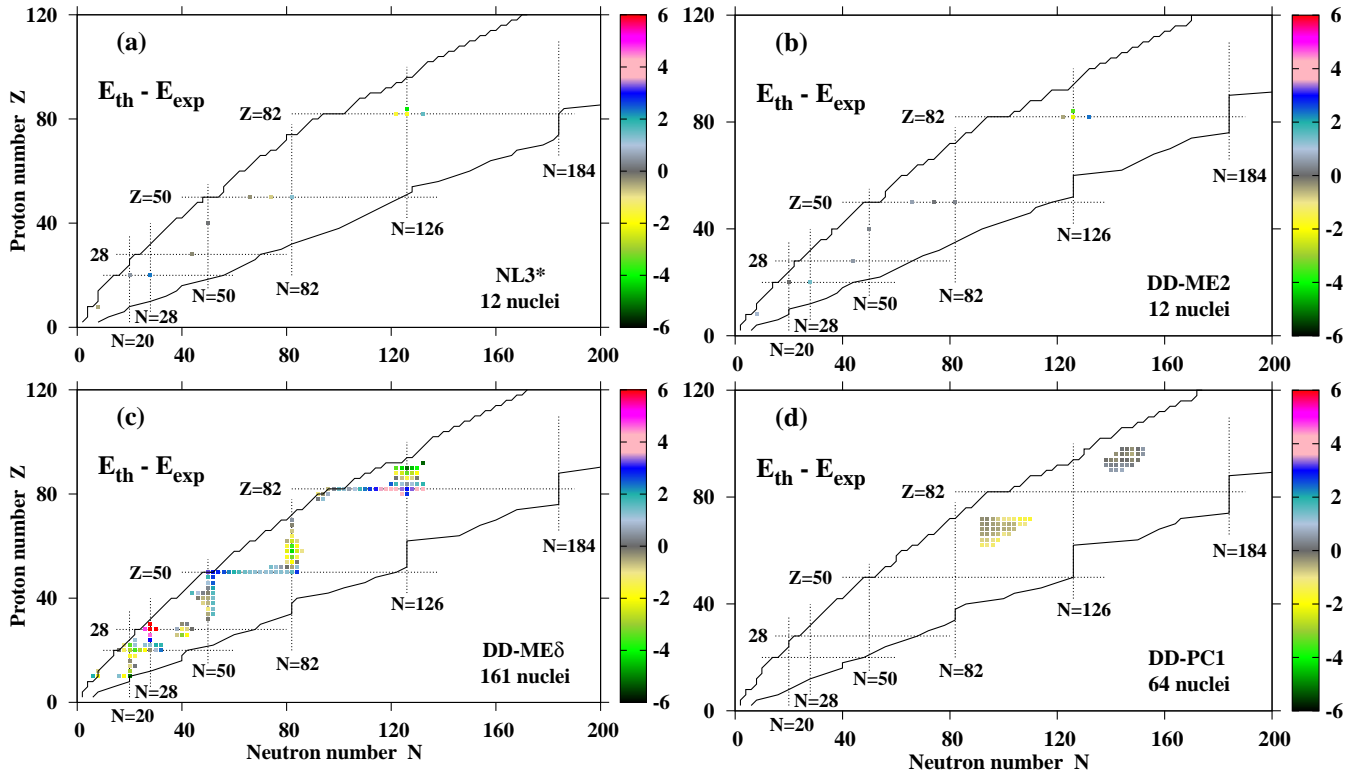 120
80
40
0
Proton number Z
(a)
E_th - E_exp
Z=82
Z=50
28
N=20
N=28
N=50
N=82
N=126
N=184
NL3*
12 nuclei
0
40
80
120
160
200
6
4
2
0
-2
-4
-6
120
80
40
0
(b)
E_th - E_exp
Z=82
Z=50
28
N=20
N=28
N=50
N=82
N=126
N=184
DD-ME2
12 nuclei
0
40
80
120
160
200
6
4
2
0
-2
-4
-6
120
80
40
0
Proton number Z
(c)
E_th - E_exp
Z=82
Z=50
28
N=20
N=28
N=50
N=82
N=126
N=184
DD-MEδ
161 nuclei
0
40
80
120
160
200
Neutron number N
6
4
2
0
-2
-4
-6
120
80
40
0
(d)
E_th - E_exp
Z=82
Z=50
28
N=20
N=28
N=50
N=82
N=126
N=184
DD-PC1
64 nuclei
0
40
80
120
160
200
Neutron number N
6
4
2
0
-2
-4
-6